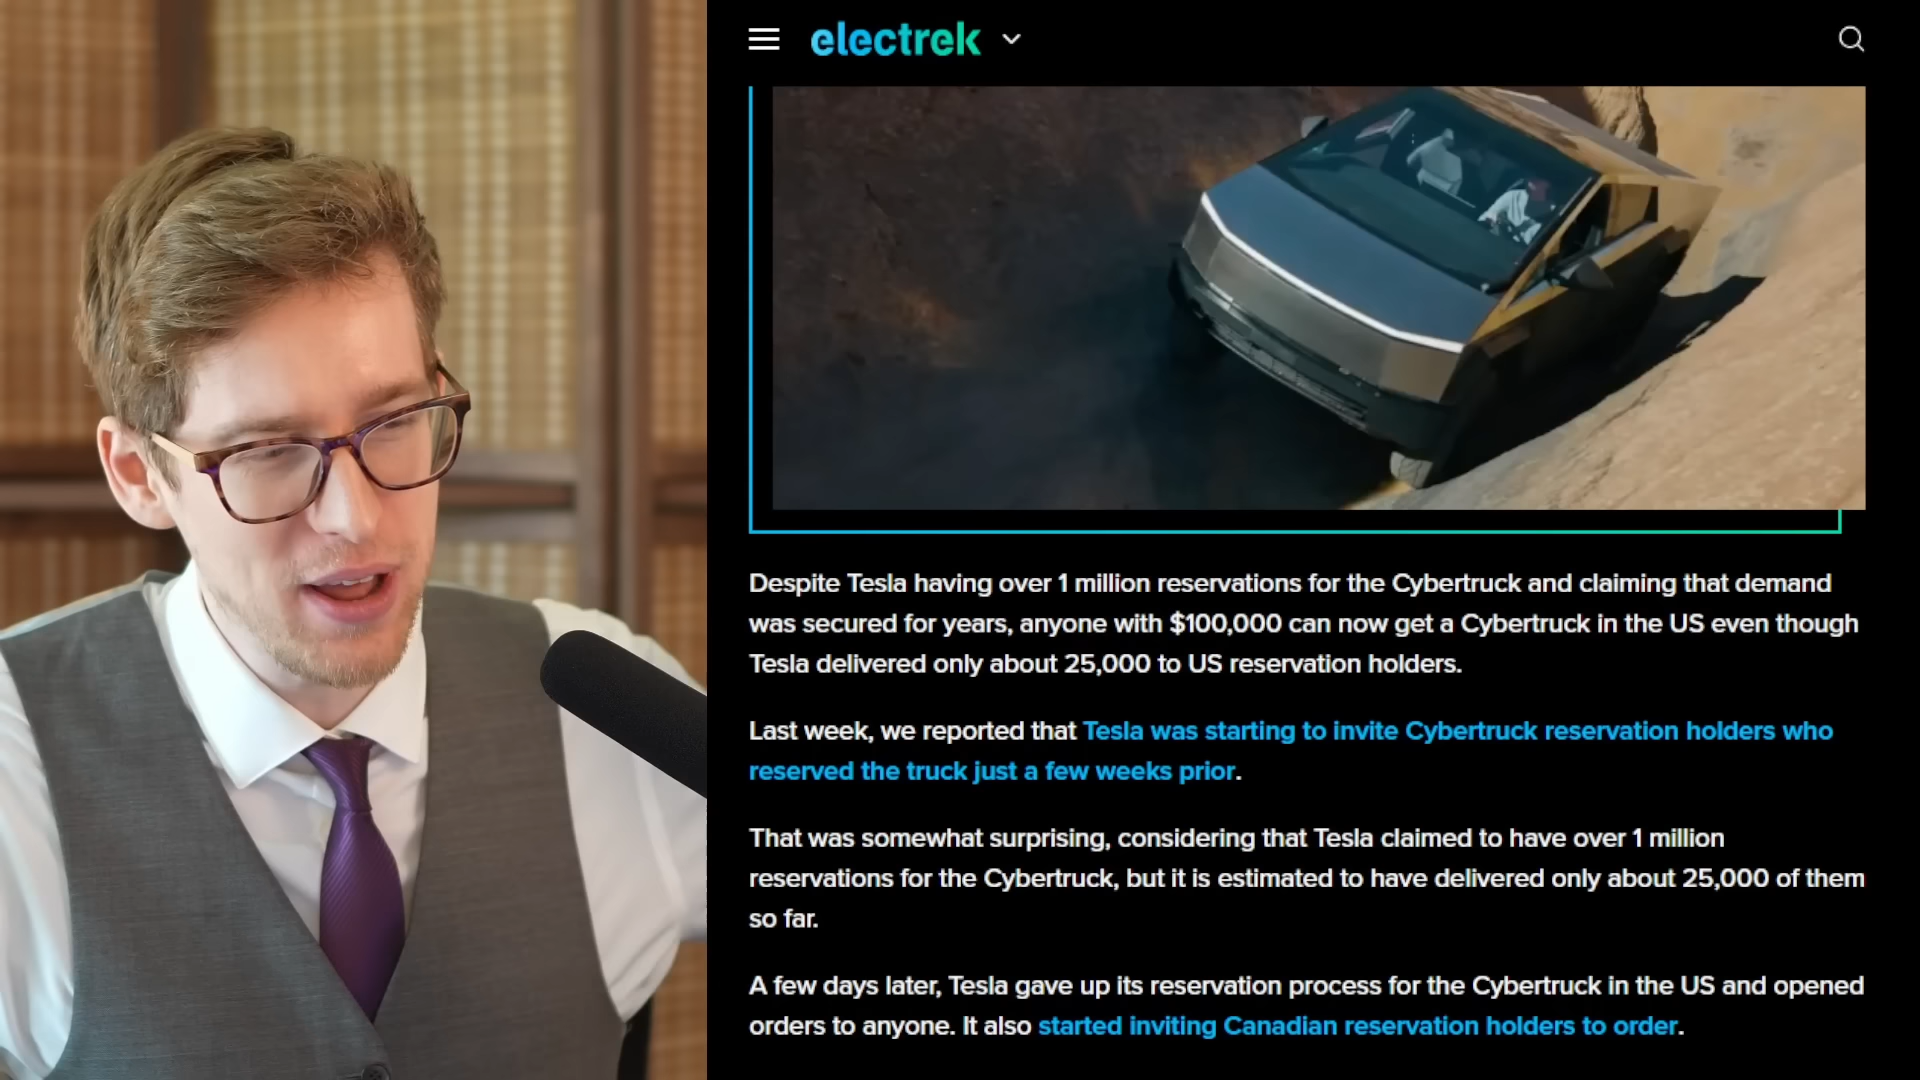 electrek
Despite Tesla having over 1 million reservations for the Cybertruck and claiming that demand
was secured for years, anyone with $100,000 can now get a Cybertruck in the US even though
Tesla delivered only about 25,000 to US reservation holders.
Last week, we reported that Tesla was starting to invite Cybertruck reservation holders who
reserved the truck just a few weeks prior.
That was somewhat surprising, considering that Tesla claimed to have over 1 million
reservations for the Cybertruck, but it is estimated to have delivered only about 25,000 of them
so far.
A few days later, Tesla gave up its reservation process for the Cybertruck in the US and opened
orders to anyone. It also started inviting Canadian reservation holders to order.